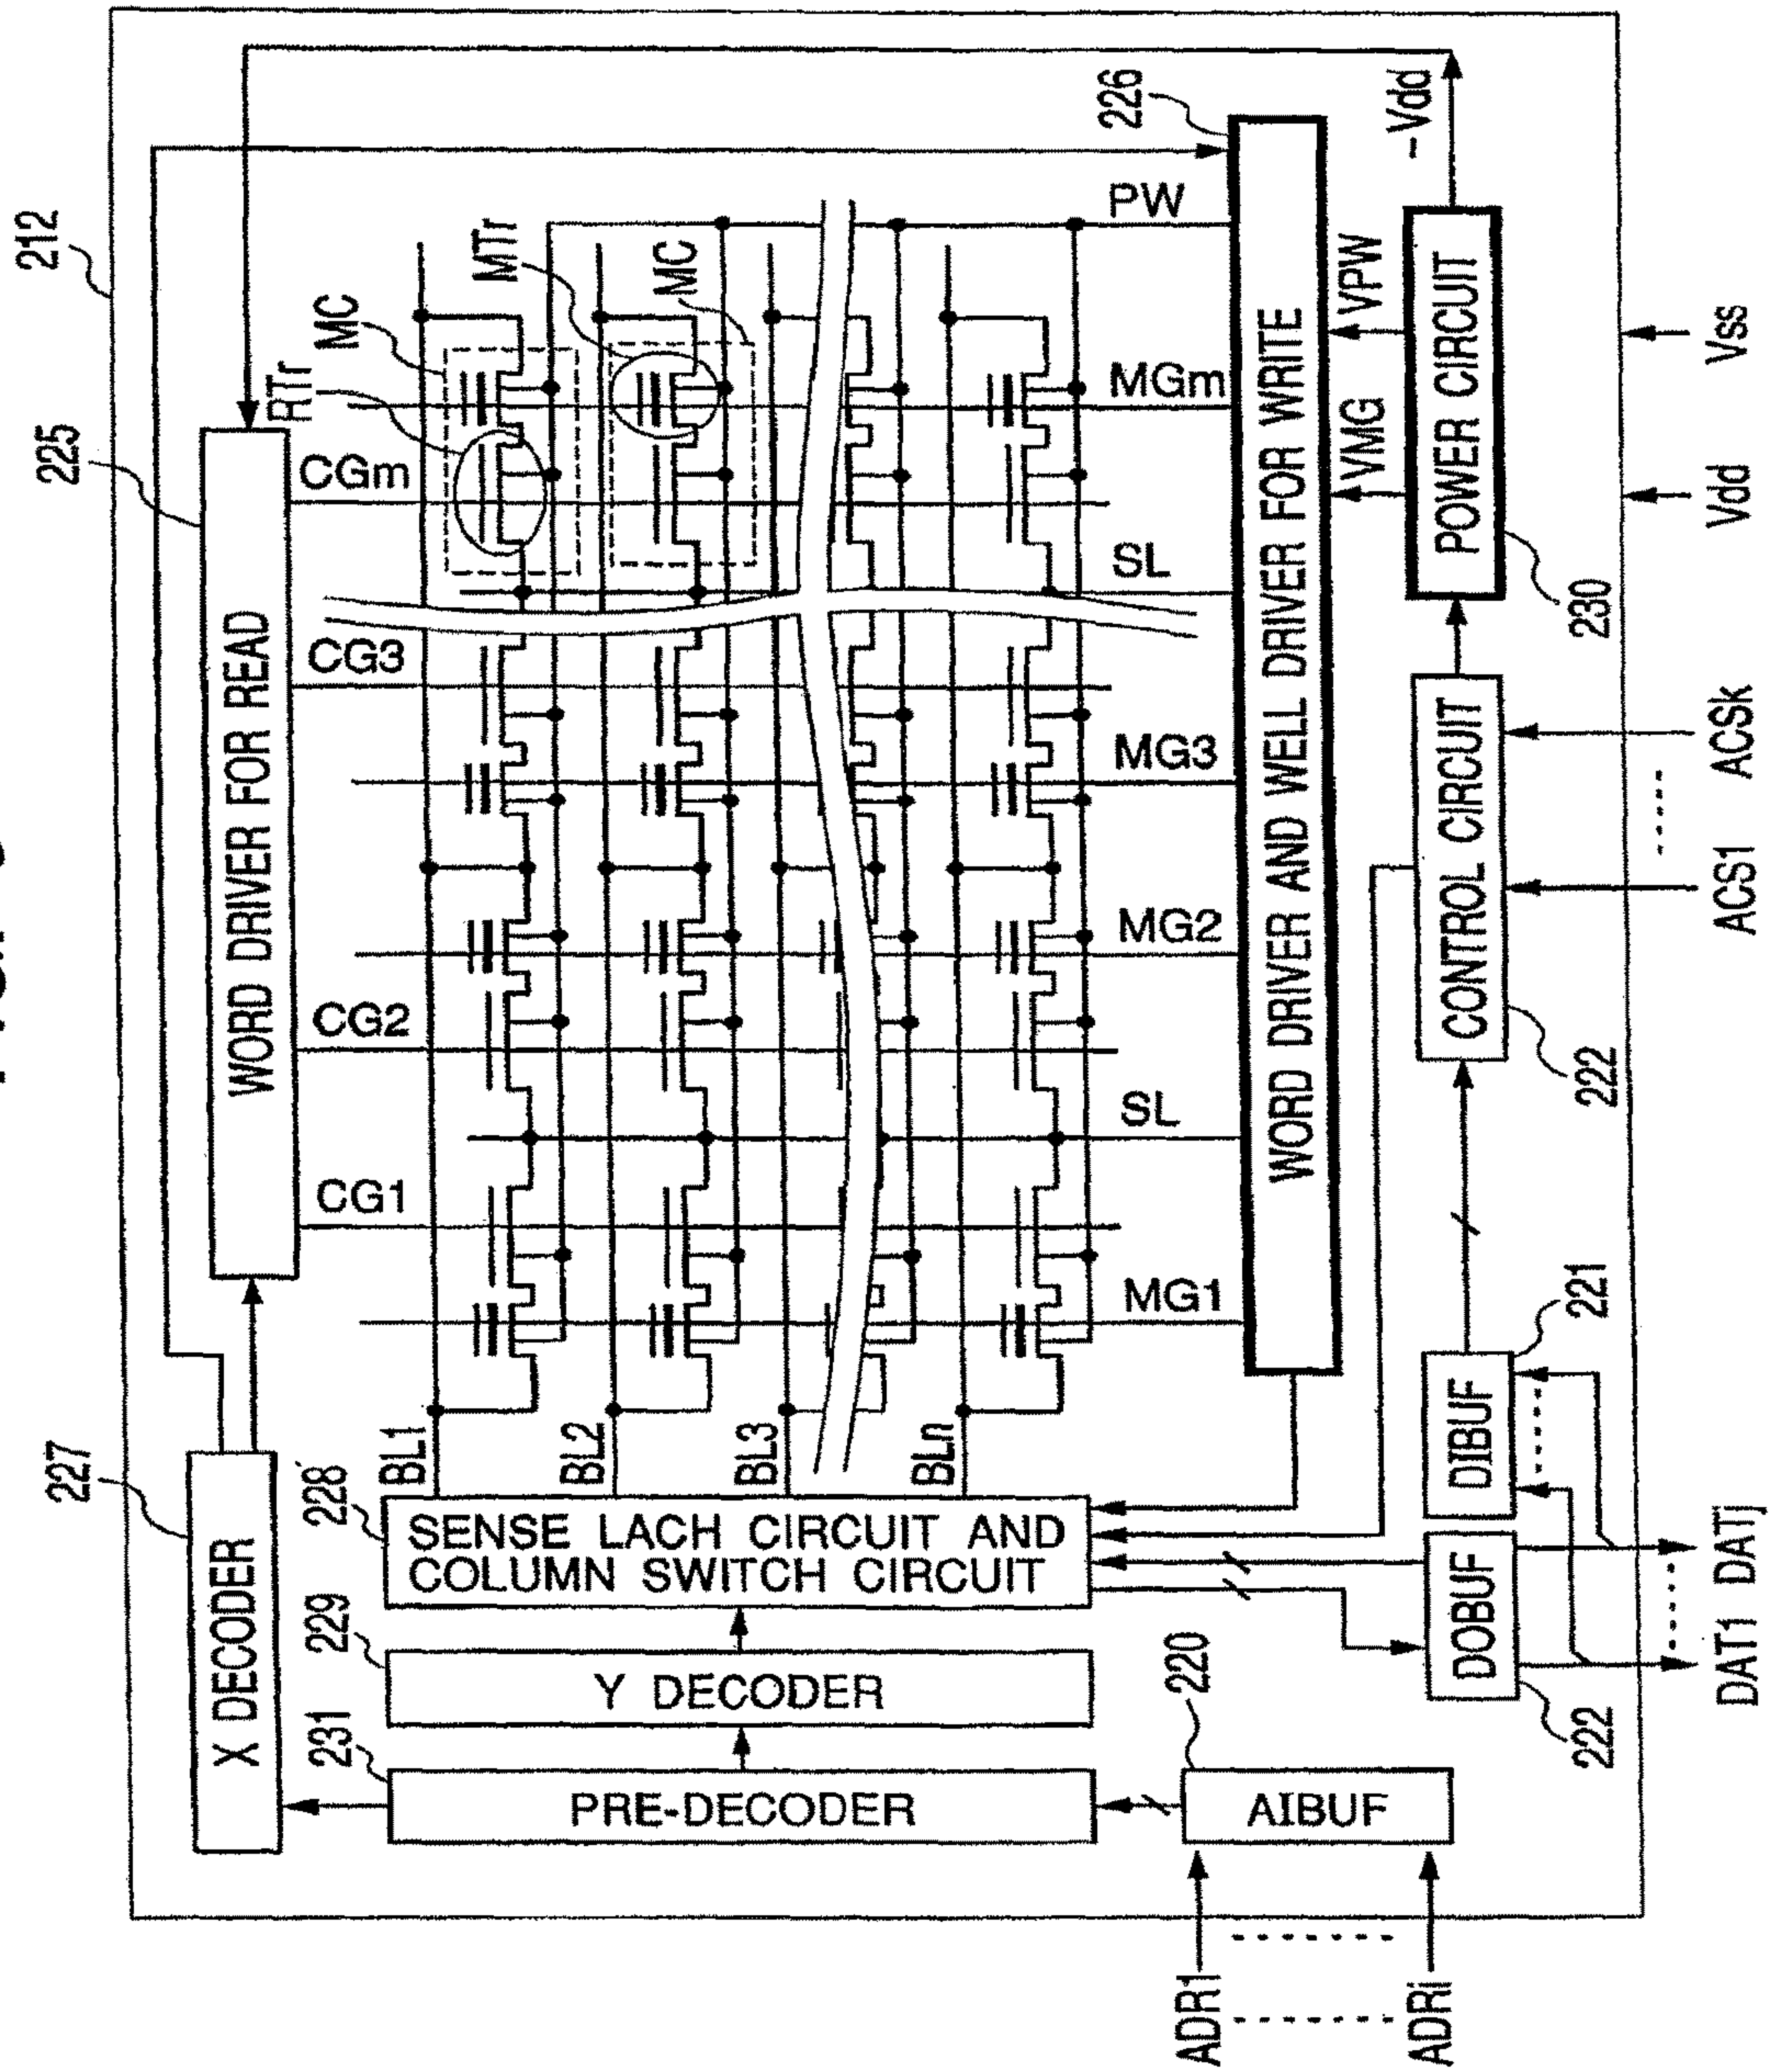 212
225
WORD DRIVER FOR READ
227
X DECODER
RTr
MC
MTr
MC
CG1
CG2
CG3
CGm
BL1
BL2
BL3
BLn
MG1
SL
MG2
MG3
SL
MGm
PW
226
WORD DRIVER AND WELL DRIVER FOR WRITE
228
SENSE LACH CIRCUIT AND
COLUMN SWITCH CIRCUIT
229
Y DECODER
231
PRE-DECODER
220
AIBUF
ADR1
ADRi
VMG
VPW
-Vdd
POWER CIRCUIT
230
CONTROL CIRCUIT
222
DIBUF
221
DOBUF
222
DAT1 DATj
ACS1
ACSk
Vdd
Vss